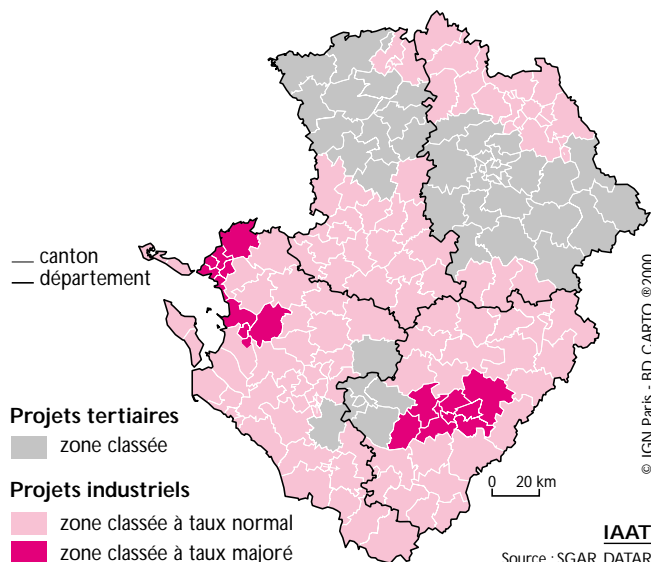 canton
département
Projets tertiaires
zone classée
Projets industriels
zone classée à taux normal
zone classée à taux majoré
0 20 km
© IGN Paris - BD CARTO ®2000
IAAT
Source : SGAR, DATAR